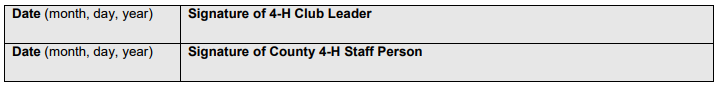 Date (month, day, year) Signature of 4-H Club Leader
Date (month, day, year) Signature of County 4-H Staff Person